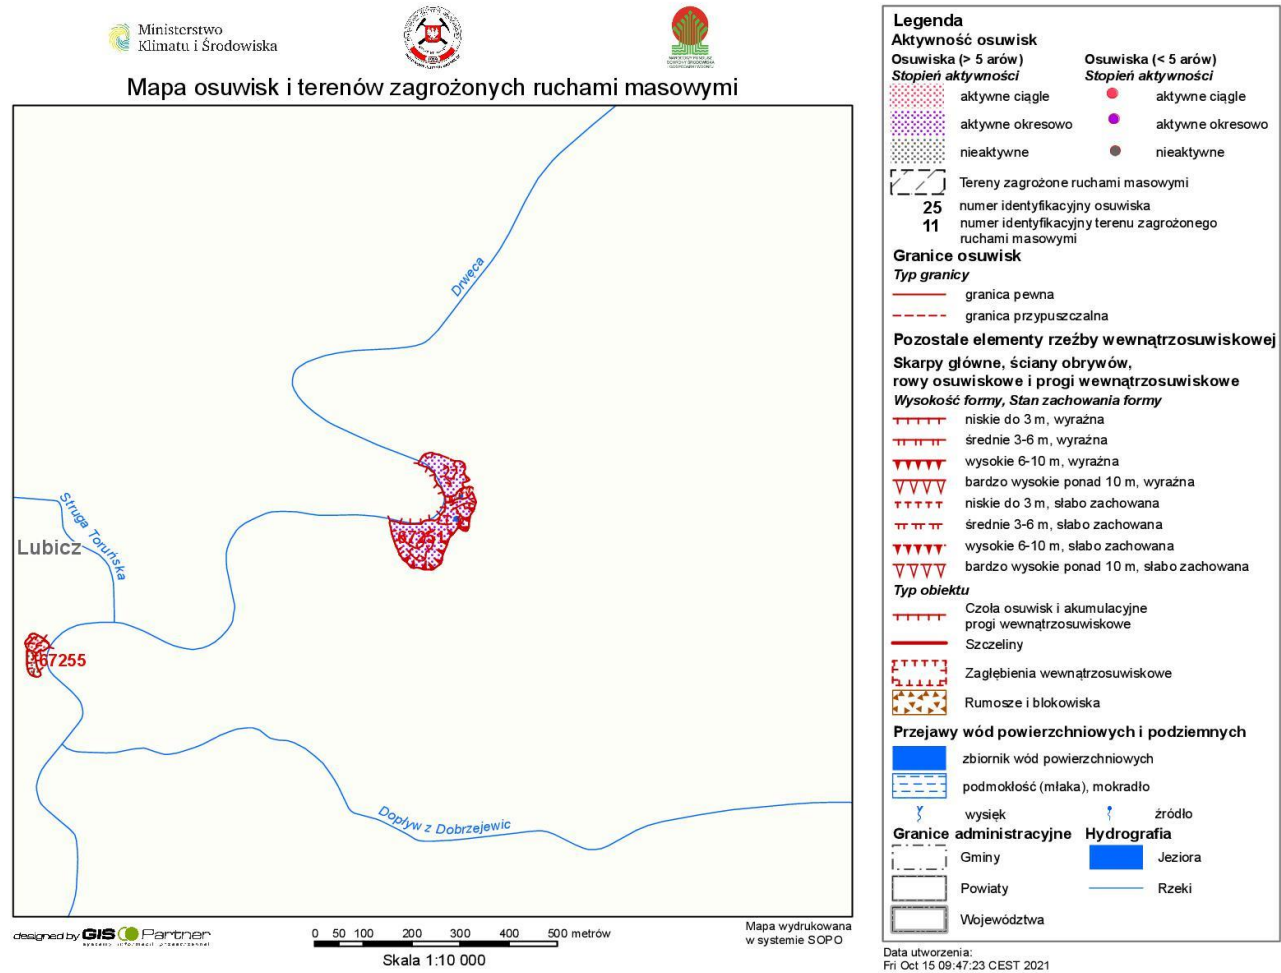 Ministerstwo
Klimatu i Środowiska
Mapa osuwisk i terenów zagrożonych ruchami masowymi
Drwęca
Struga Toruńska
Lubicz
67255
Dopływ z Dobrzejewic
designed by GIS Partner
systemy informacji przestrzennej
0 50 100 200 300 400 500 metrów
Skala 1:10 000
Mapa wydrukowana
w systemie SOPO
Legenda
Aktywność osuwisk
Osuwiska (> 5 arów) Osuwiska (< 5 arów)
Stopień aktywności Stopień aktywności
aktywne ciągle aktywne ciągle
aktywne okresowo aktywne okresowo
nieaktywne nieaktywne
Tereny zagrożone ruchami masowymi
25 numer identyfikacyjny osuwiska
11 numer identyfikacyjny terenu zagrożonego
ruchami masowymi
Granice osuwisk
Typ granicy
granica pewna
granica przypuszczalna
Pozostałe elementy rzeźby wewnątrzosuwiskowej
Skarpy główne, ściany obrywów,
rowy osuwiskowe i progi wewnątrzosuwiskowe
Wysokość formy, Stan zachowania formy
niskie do 3 m, wyraźna
średnie 3-6 m, wyraźna
wysokie 6-10 m, wyraźna
bardzo wysokie ponad 10 m, wyraźna
niskie do 3 m, słabo zachowana
średnie 3-6 m, słabo zachowana
wysokie 6-10 m, słabo zachowana
bardzo wysokie ponad 10 m, słabo zachowana
Typ obiektu
Czoła osuwisk i akumulacyjne
progi wewnątrzosuwiskowe
Szczeliny
Zagłębienia wewnątrzosuwiskowe
Rumosze i blokowiska
Przejawy wód powierzchniowych i podziemnych
zbiornik wód powierzchniowych
podmokłość (młaka), mokradło
wysięk źródło
Granice administracyjne Hydrografia
Gminy Jeziora
Powiaty Rzeki
Województwa
Data utworzenia:
Fri Oct 15 09:47:23 CEST 2021